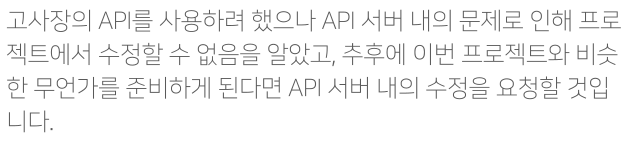 고사장의 API를 사용하려 했으나 API 서버 내의 문제로 인해 프로
젝트에서 수정할 수 없음을 알았고, 추후에 이번 프로젝트와 비슷
한 무언가를 준비하게 된다면 API 서버 내의 수정을 요청할 것입
니다.